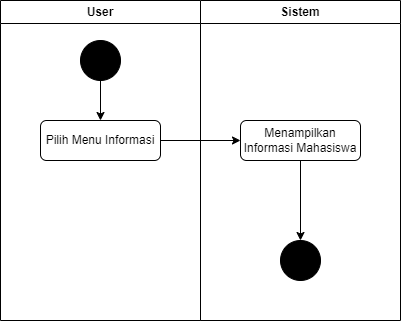 User
Sistem
Pilih Menu Informasi
Menampilkan
Informasi Mahasiswa